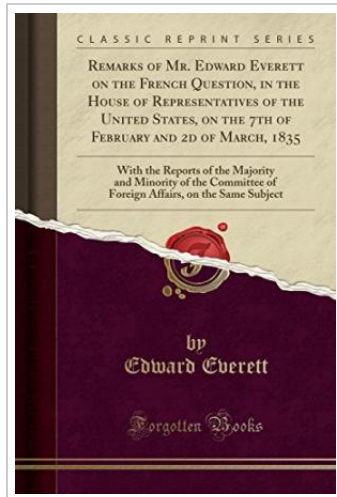 CLASSIC REPRINT SERIES
REMARKS OF MR. EDWARD EVERETT
ON THE FRENCH QUESTION, IN THE
HOUSE OF REPRESENTATIVES OF THE
UNITED STATES, ON THE 7TH OF
FEBRUARY AND 2D OF MARCH, 1835
With the Reports of the Majority
and Minority of the Committee of
Foreign Affairs, on the Same Subject
by
Edward Everett
Forgotten Books